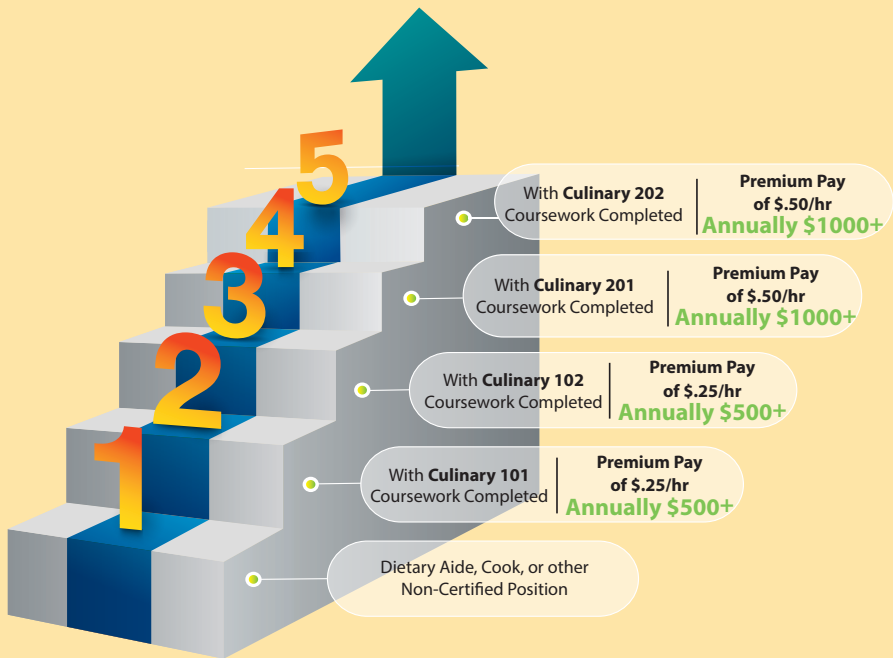 5
With Culinary 202
Coursework Completed
Premium Pay
of $.50/hr
Annually $1000+
4
With Culinary 201
Coursework Completed
Premium Pay
of $.50/hr
Annually $1000+
3
With Culinary 102
Coursework Completed
Premium Pay
of $.25/hr
Annually $500+
2
With Culinary 101
Coursework Completed
Premium Pay
of $.25/hr
Annually $500+
1
Dietary Aide, Cook, or other
Non-Certified Position